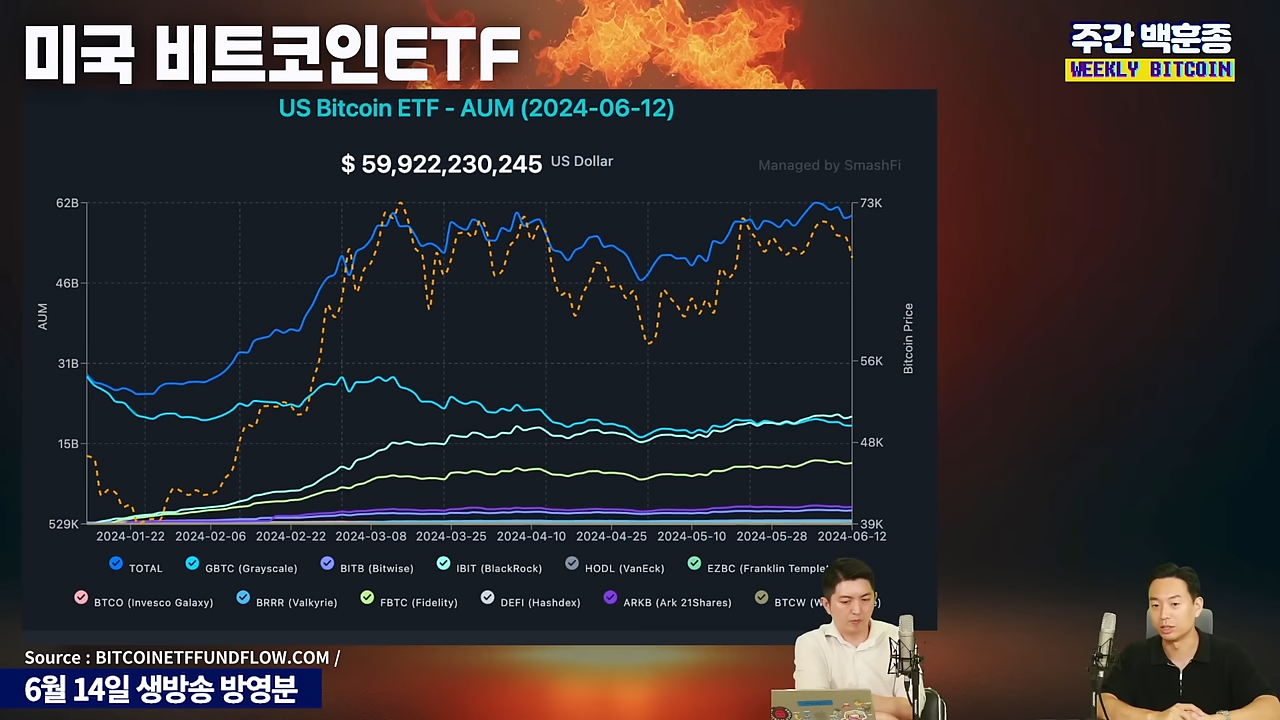 미국 비트코인ETF
주간 백훈종
WEEKLY BITCOIN
US Bitcoin ETF - AUM (2024-06-12)
$ 59,922,230,245 US Dollar
Managed by SmashFi
62B
73K
46B
AUM
Bitcoin Price
31B
56K
15B
48K
529K
39K
2024-01-22 2024-02-06 2024-02-22 2024-03-08 2024-03-25 2024-04-10 2024-04-25 2024-05-10 2024-05-28 2024-06-12
TOTAL GBTC (Grayscale) BITB (Bitwise) IBIT (BlackRock) HODL (VanEck) EZBC (Franklin
BTCO (Invesco Galaxy) BRRR (Valkyrie) FBTC (Fidelity) DEFI (Hashdex) ARKB (Ark 21Shares) BTCW
Source : BITCOINETFFUNDFLOW.COM /
6월 14일 생방송 방영분